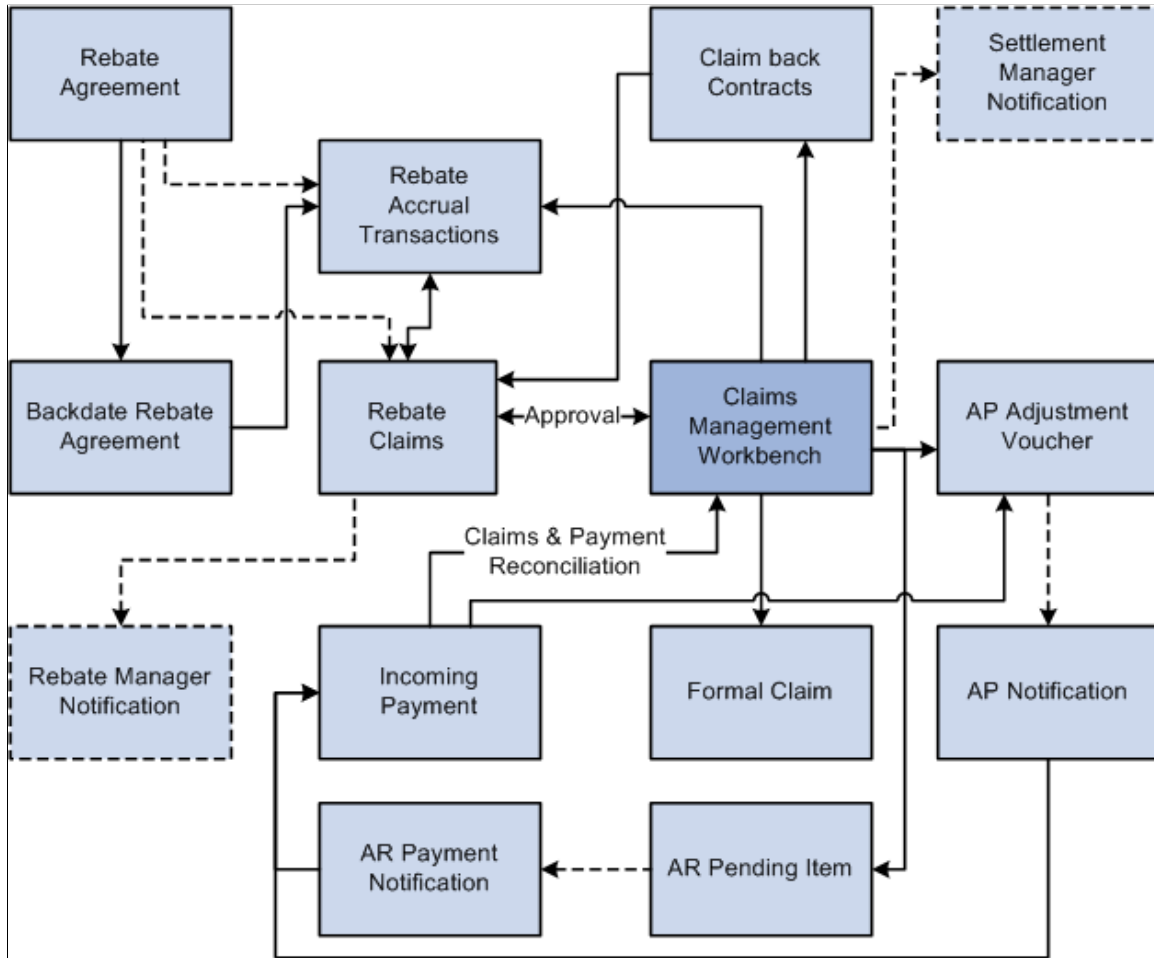 Rebate
Agreement
Claim back
Contracts
Settlement
Manager
Notification
Rebate
Accrual
Transactions
Backdate Rebate
Agreement
Rebate
Claims
Approval
Claims
Management
Workbench
AP Adjustment
Voucher
Claims & Payment
Reconciliation
Rebate Manager
Notification
Incoming
Payment
Formal Claim
AP Notification
AR Payment
Notification
AR Pending Item